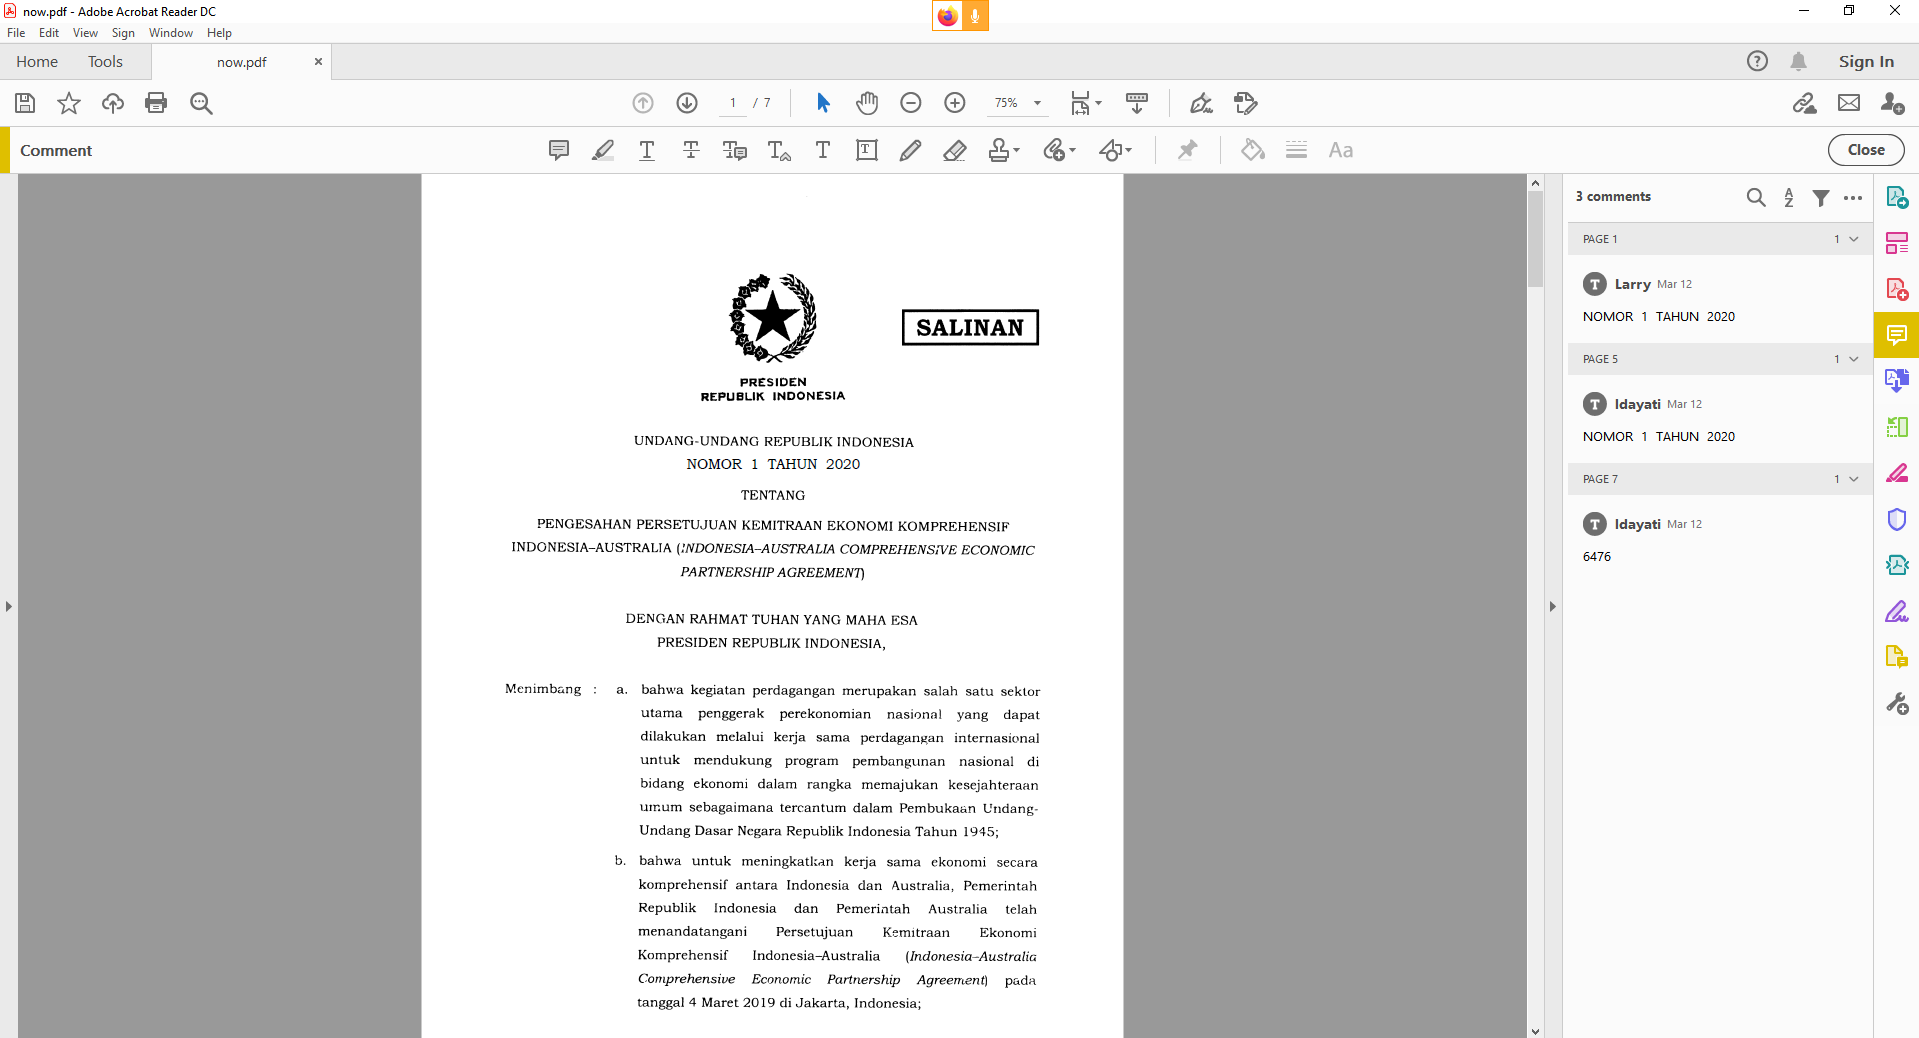 now.pdf - Adobe Acrobat Reader DC
File Edit View Sign Window Help
Home Tools now.pdf Sign In
1 / 7 75%
Comment Aa Close
PRESIDEN
REPUBLIK INDONESIA
SALINAN
UNDANG-UNDANG REPUBLIK INDONESIA
NOMOR 1 TAHUN 2020
TENTANG
PENGESAHAN PERSETUJUAN KEMITRAAN EKONOMI KOMPREHENSIF
INDONESIA–AUSTRALIA (INDONESIA–AUSTRALIA COMPREHENSIVE ECONOMIC
PARTNERSHIP AGREEMENT)
DENGAN RAHMAT TUHAN YANG MAHA ESA
PRESIDEN REPUBLIK INDONESIA,
Menimbang : a. bahwa kegiatan perdagangan merupakan salah satu sektor
utama penggerak perekonomian nasional yang dapat
dilakukan melalui kerja sama perdagangan internasional
untuk mendukung program pembangunan nasional di
bidang ekonomi dalam rangka memajukan kesejahteraan
umum sebagaimana tercantum dalam Pembukaan Undang-
Undang Dasar Negara Republik Indonesia Tahun 1945;
b. bahwa untuk meningkatkan kerja sama ekonomi secara
komprehensif antara Indonesia dan Australia, Pemerintah
Republik Indonesia dan Pemerintah Australia telah
menandatangani Persetujuan Kemitraan Ekonomi
Komprehensif Indonesia–Australia (Indonesia–Australia
Comprehensive Economic Partnership Agreement) pada
tanggal 4 Maret 2019 di Jakarta, Indonesia;
3 comments
PAGE 1 1
T Larry Mar 12
NOMOR 1 TAHUN 2020
PAGE 5 1
T Idayati Mar 12
NOMOR 1 TAHUN 2020
PAGE 7 1
T Idayati Mar 12
6476